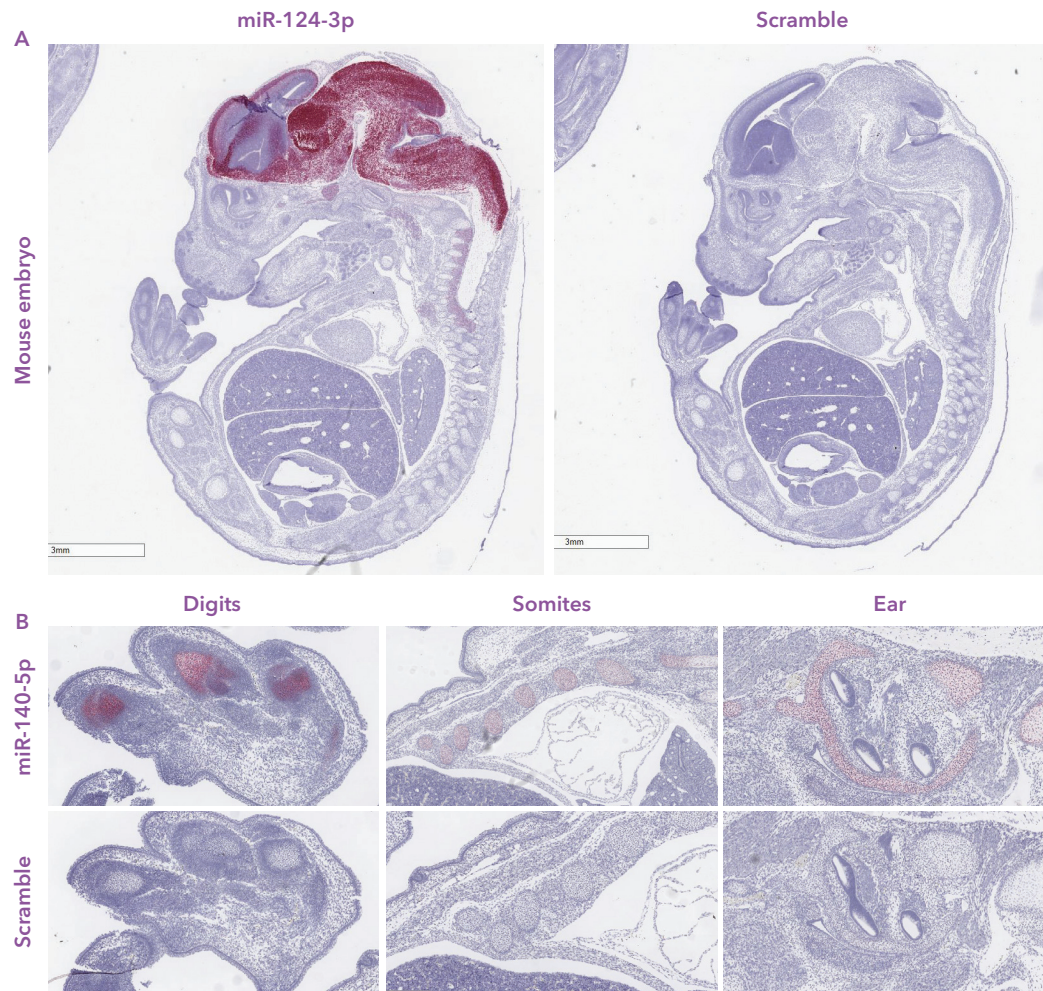 miR-124-3p
Scramble
A
Mouse embryo
3mm
3mm
Digits
Somites
Ear
B
miR-140-5p
Scramble